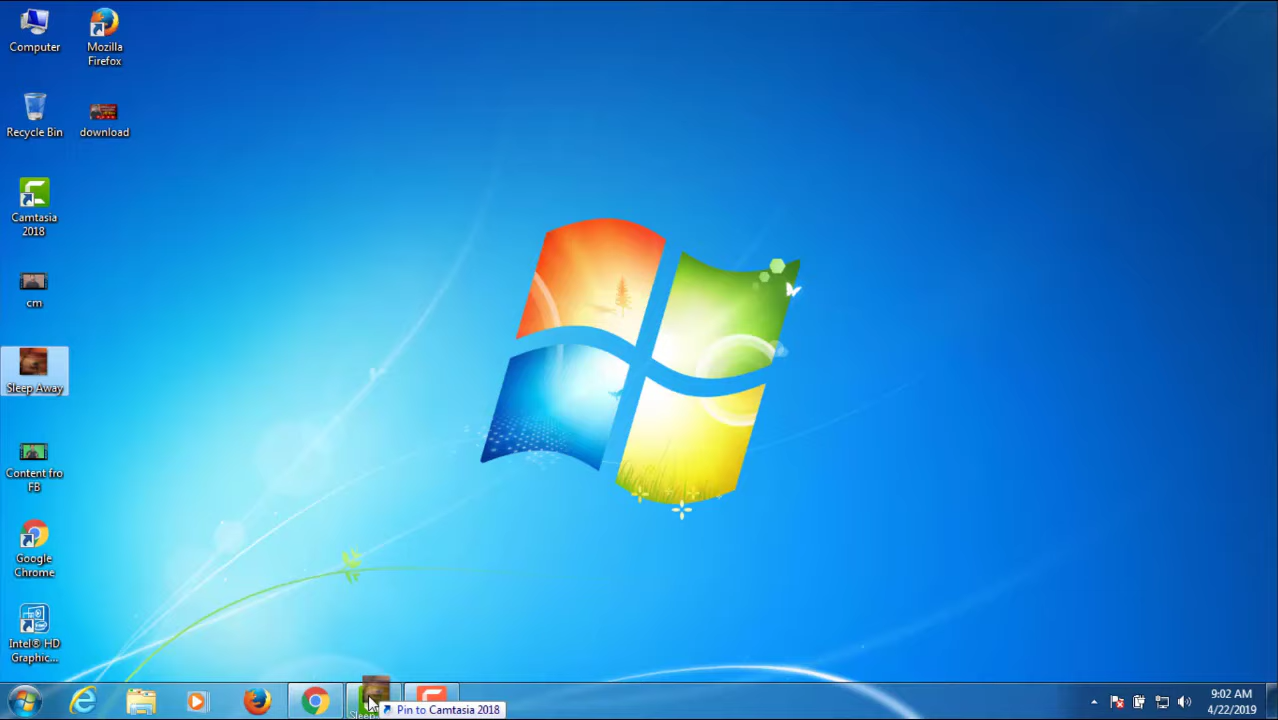 Computer
Mozilla
Firefox
Recycle Bin
download
Camtasia
2018
cm
Sleep Away
Content fro
FB
Google
Chrome
Intel® HD
Graphic...
Sleep
Pin to Camtasia 2018
9:02 AM
4/22/2019